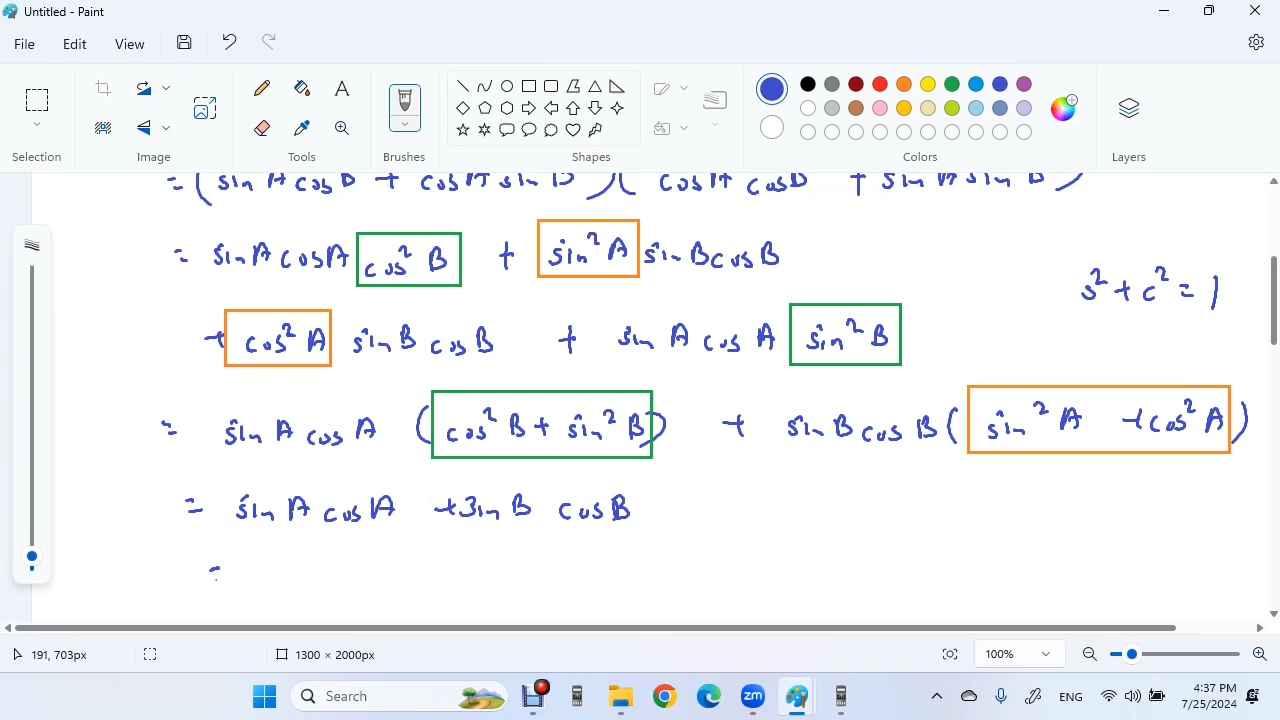 Untitled - Paint
File Edit View
Selection Image Tools Brushes Shapes Colors Layers
= (sin A cos B + cos A sin B)(cos A cos B + sin A sin B)
= sin A cos A cos² B + sin² A sin B cos B
s² + c² = 1
+ cos² A sin B cos B + sin A cos A sin² B
= sin A cos A (cos² B + sin² B) + sin B cos B (sin² A + cos² A)
= sin A cos A + sin B cos B
=
191, 703px 1300 × 2000px 100%
Search ENG 4:37 PM
7/25/2024